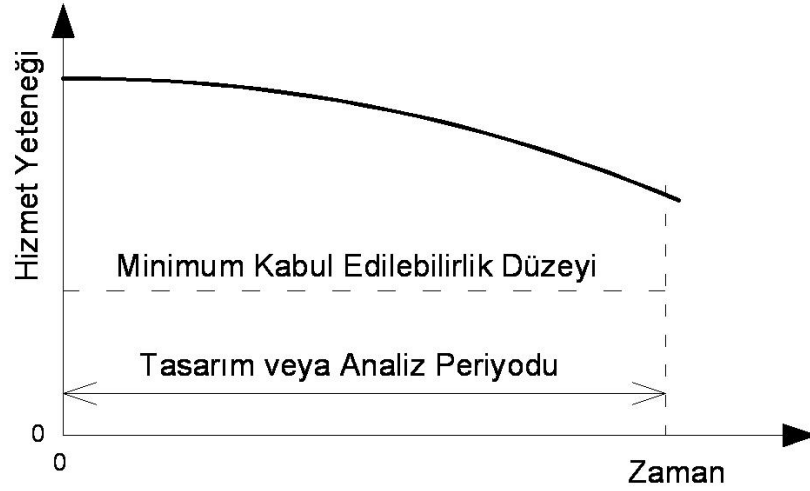 Hizmet Yeteneği
Minimum Kabul Edilebilirlik Düzeyi
Tasarım veya Analiz Periyodu
0
0
Zaman